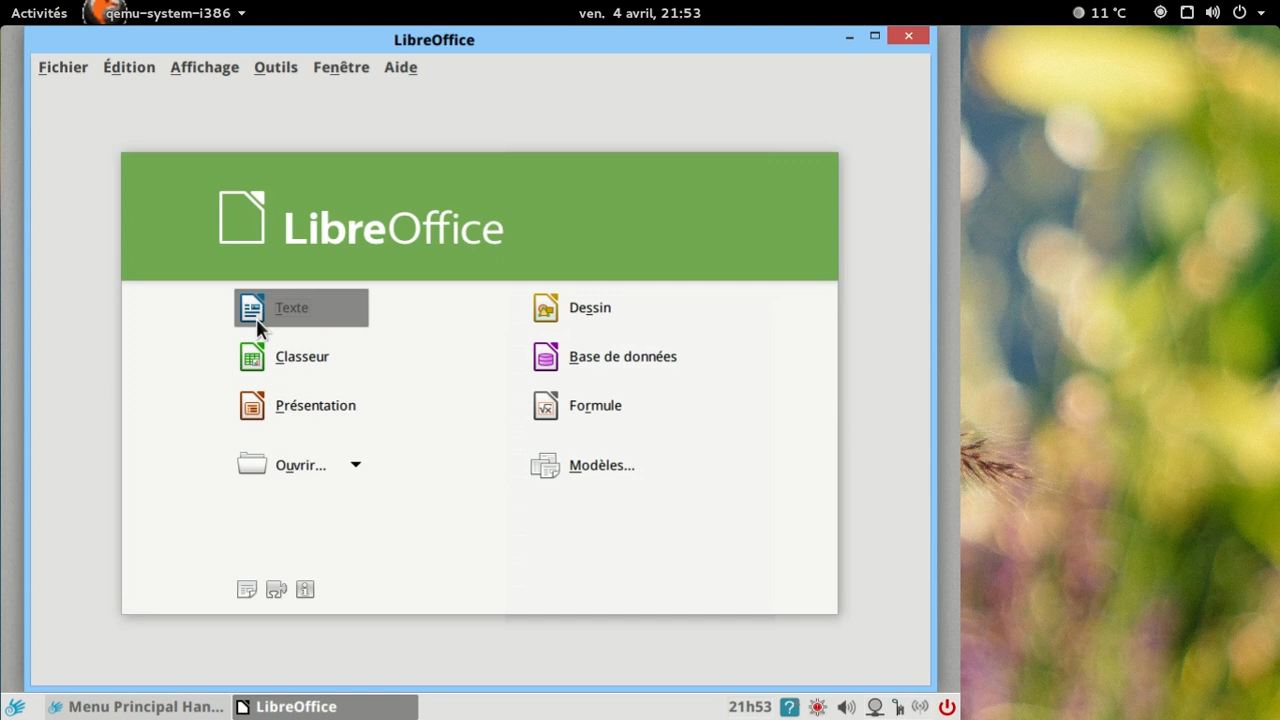 Activités qemu-system-i386 ven. 4 avril, 21:53 11 °C
LibreOffice
Fichier Édition Affichage Outils Fenêtre Aide
LibreOffice
Texte Dessin
Classeur Base de données
Présentation Formule
Ouvrir... Modèles...
Menu Principal Han... LibreOffice 21h53 ?